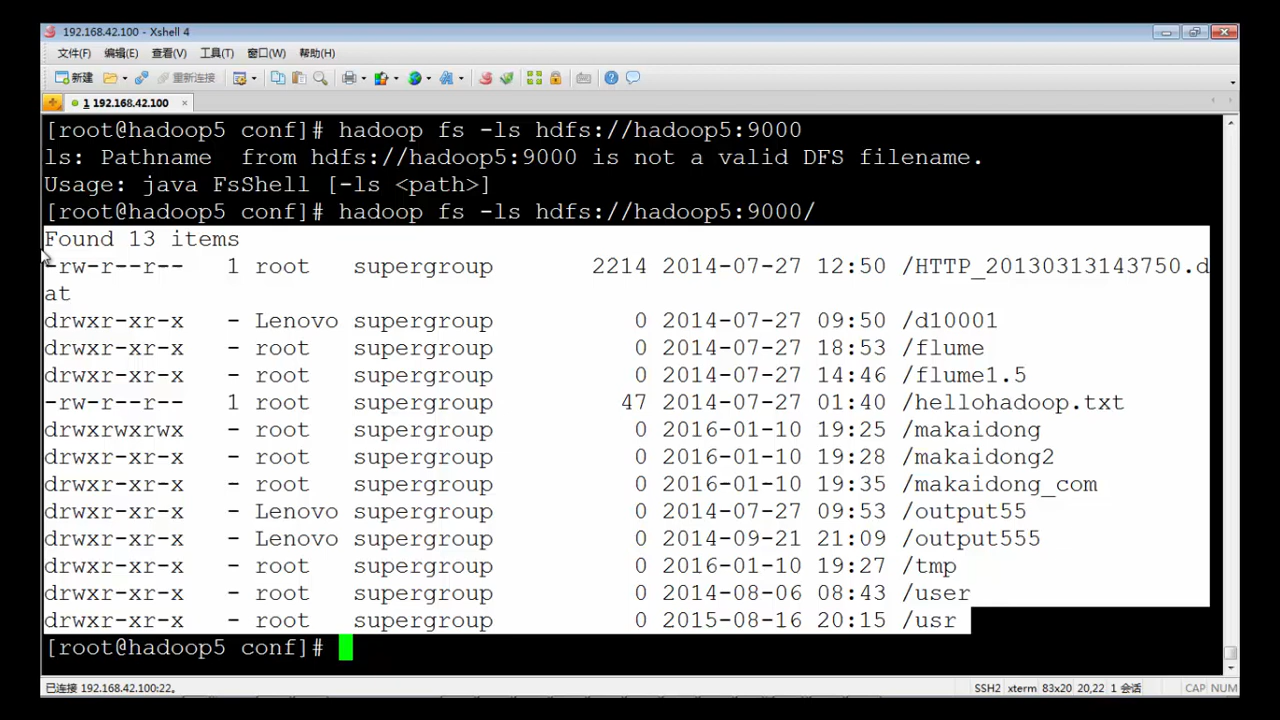 192.168.42.100 - Xshell 4
文件(F) 编辑(E) 查看(V) 工具(T) 窗口(W) 帮助(H)
新建 重新连接
1 192.168.42.100
[root@hadoop5 conf]# hadoop fs -ls hdfs://hadoop5:9000
ls: Pathname  from hdfs://hadoop5:9000 is not a valid DFS filename.
Usage: java FsShell [-ls <path>]
[root@hadoop5 conf]# hadoop fs -ls hdfs://hadoop5:9000/
Found 13 items
-rw-r--r--   1 root   supergroup       2214 2014-07-27 12:50 /HTTP_20130313143750.d
at
drwxr-xr-x   - Lenovo supergroup          0 2014-07-27 09:50 /d10001
drwxr-xr-x   - root   supergroup          0 2014-07-27 18:53 /flume
drwxr-xr-x   - root   supergroup          0 2014-07-27 14:46 /flume1.5
-rw-r--r--   1 root   supergroup         47 2014-07-27 01:40 /hellohadoop.txt
drwxrwxrwx   - root   supergroup          0 2016-01-10 19:25 /makaidong
drwxr-xr-x   - root   supergroup          0 2016-01-10 19:28 /makaidong2
drwxr-xr-x   - root   supergroup          0 2016-01-10 19:35 /makaidong_com
drwxr-xr-x   - Lenovo supergroup          0 2014-07-27 09:53 /output55
drwxr-xr-x   - Lenovo supergroup          0 2014-09-21 21:09 /output555
drwxr-xr-x   - root   supergroup          0 2016-01-10 19:27 /tmp
drwxr-xr-x   - root   supergroup          0 2014-08-06 08:43 /user
drwxr-xr-x   - root   supergroup          0 2015-08-16 20:15 /usr
[root@hadoop5 conf]#
已连接 192.168.42.100:22。 SSH2 xterm 83x20 20,22 1 会话 CAP NUM